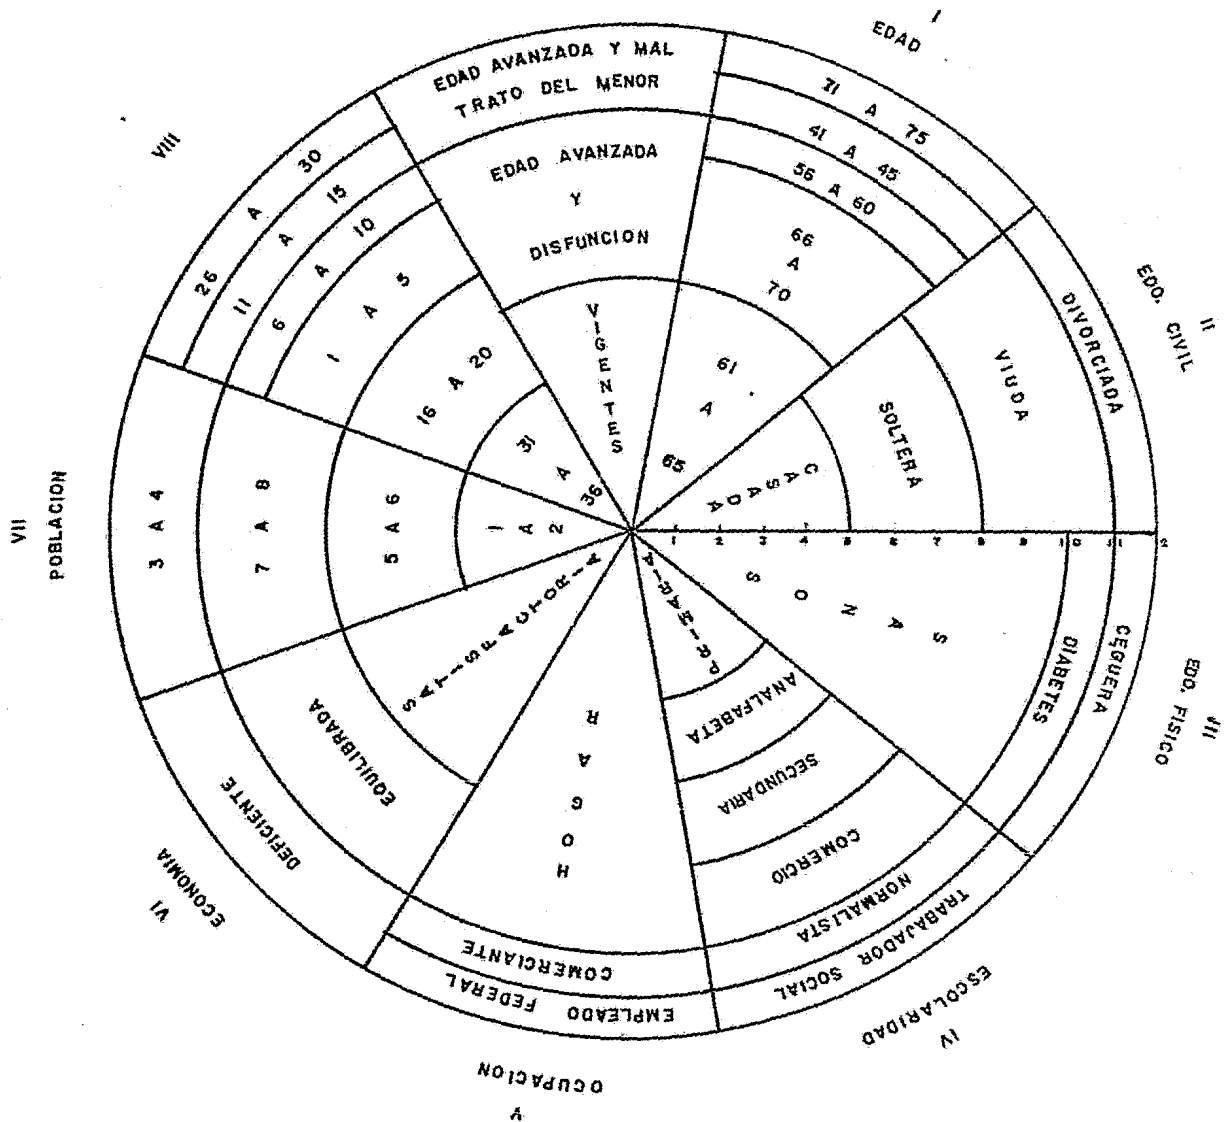 I
EDAD
71 A 75
41 A 45
56 A 60
66
A
70
61
A
65
II
EDO. CIVIL
DIVORCIADA
VIUDA
SOLTERA
CASADA
1 2 3 4 5 6 7 8 9 10 11 12
III
EDO. FISICO
CEGUERA
DIABETES
SANOS
IV
ESCOLARIDAD
TRABAJADOR SOCIAL
NORMALISTA
COMERCIO
SECUNDARIA
ANALFABETA
PRIMARIA
V
OCUPACION
EMPLEADO FEDERAL
COMERCIANTE
HOGAR
VI
ECONOMIA
DEFICIENTE
EQUILIBRADA
SATISFACTORIA
VII
POBLACION
3 A 4
7 A 8
5 A 6
1 A 2
VIII
26 A 30
11 A 15
6 A 10
1 A 5
16 A 20
31 A 36
EDAD AVANZADA Y MAL
TRATO DEL MENOR
EDAD AVANZADA
Y
DISFUNCION
VIGENTES